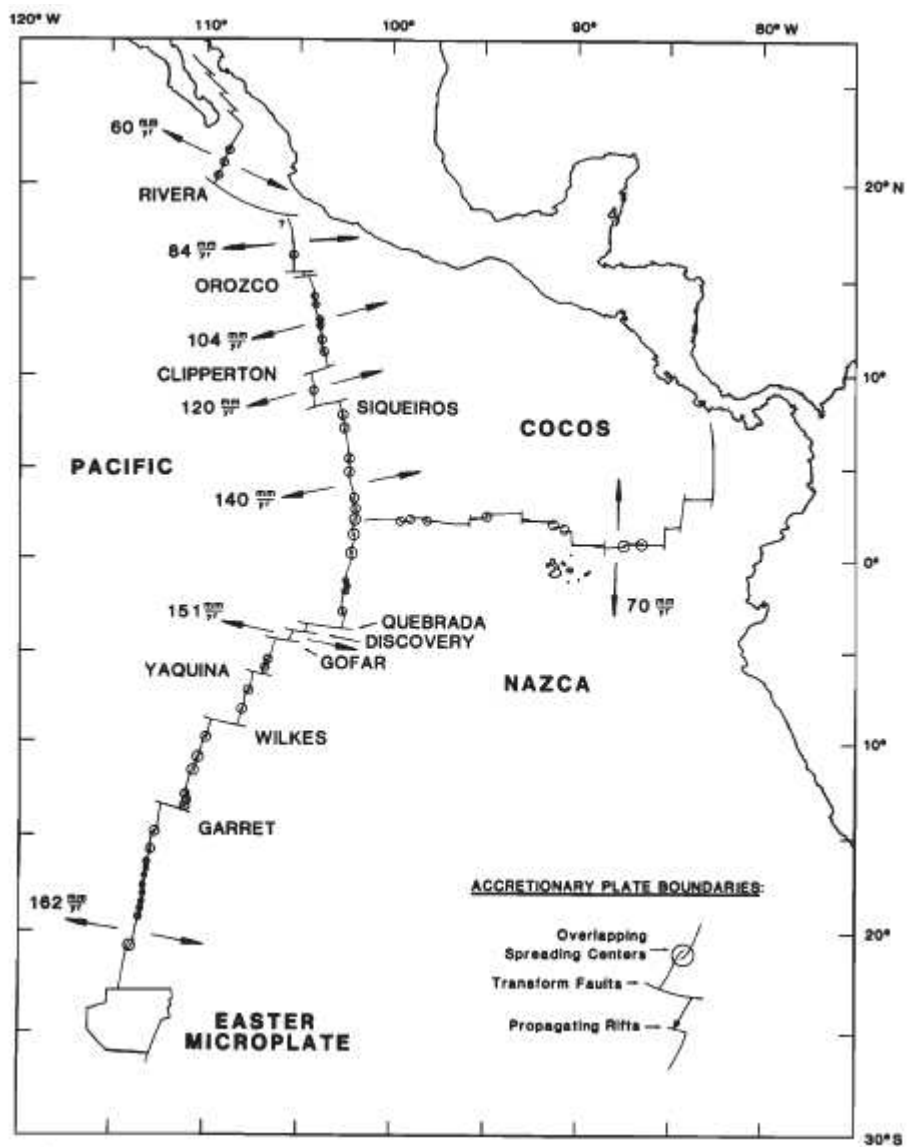 120° W
110°
100°
90°
80° W
60 mm/yr
RIVERA
20°N
?
84 mm/yr
OROZCO
104 mm/yr
CLIPPERTON
10°
120 mm/yr
SIQUEIROS
COCOS
PACIFIC
140 mm/yr
0°
151 mm/yr
QUEBRADA
70 mm/yr
DISCOVERY
GOFAR
YAQUINA
NAZCA
WILKES
10°
GARRET
ACCRETIONARY PLATE BOUNDARIES:
162 mm/yr
Overlapping
Spreading Centers
20°
Transform Faults
EASTER
MICROPLATE
Propagating Rifts
30° S